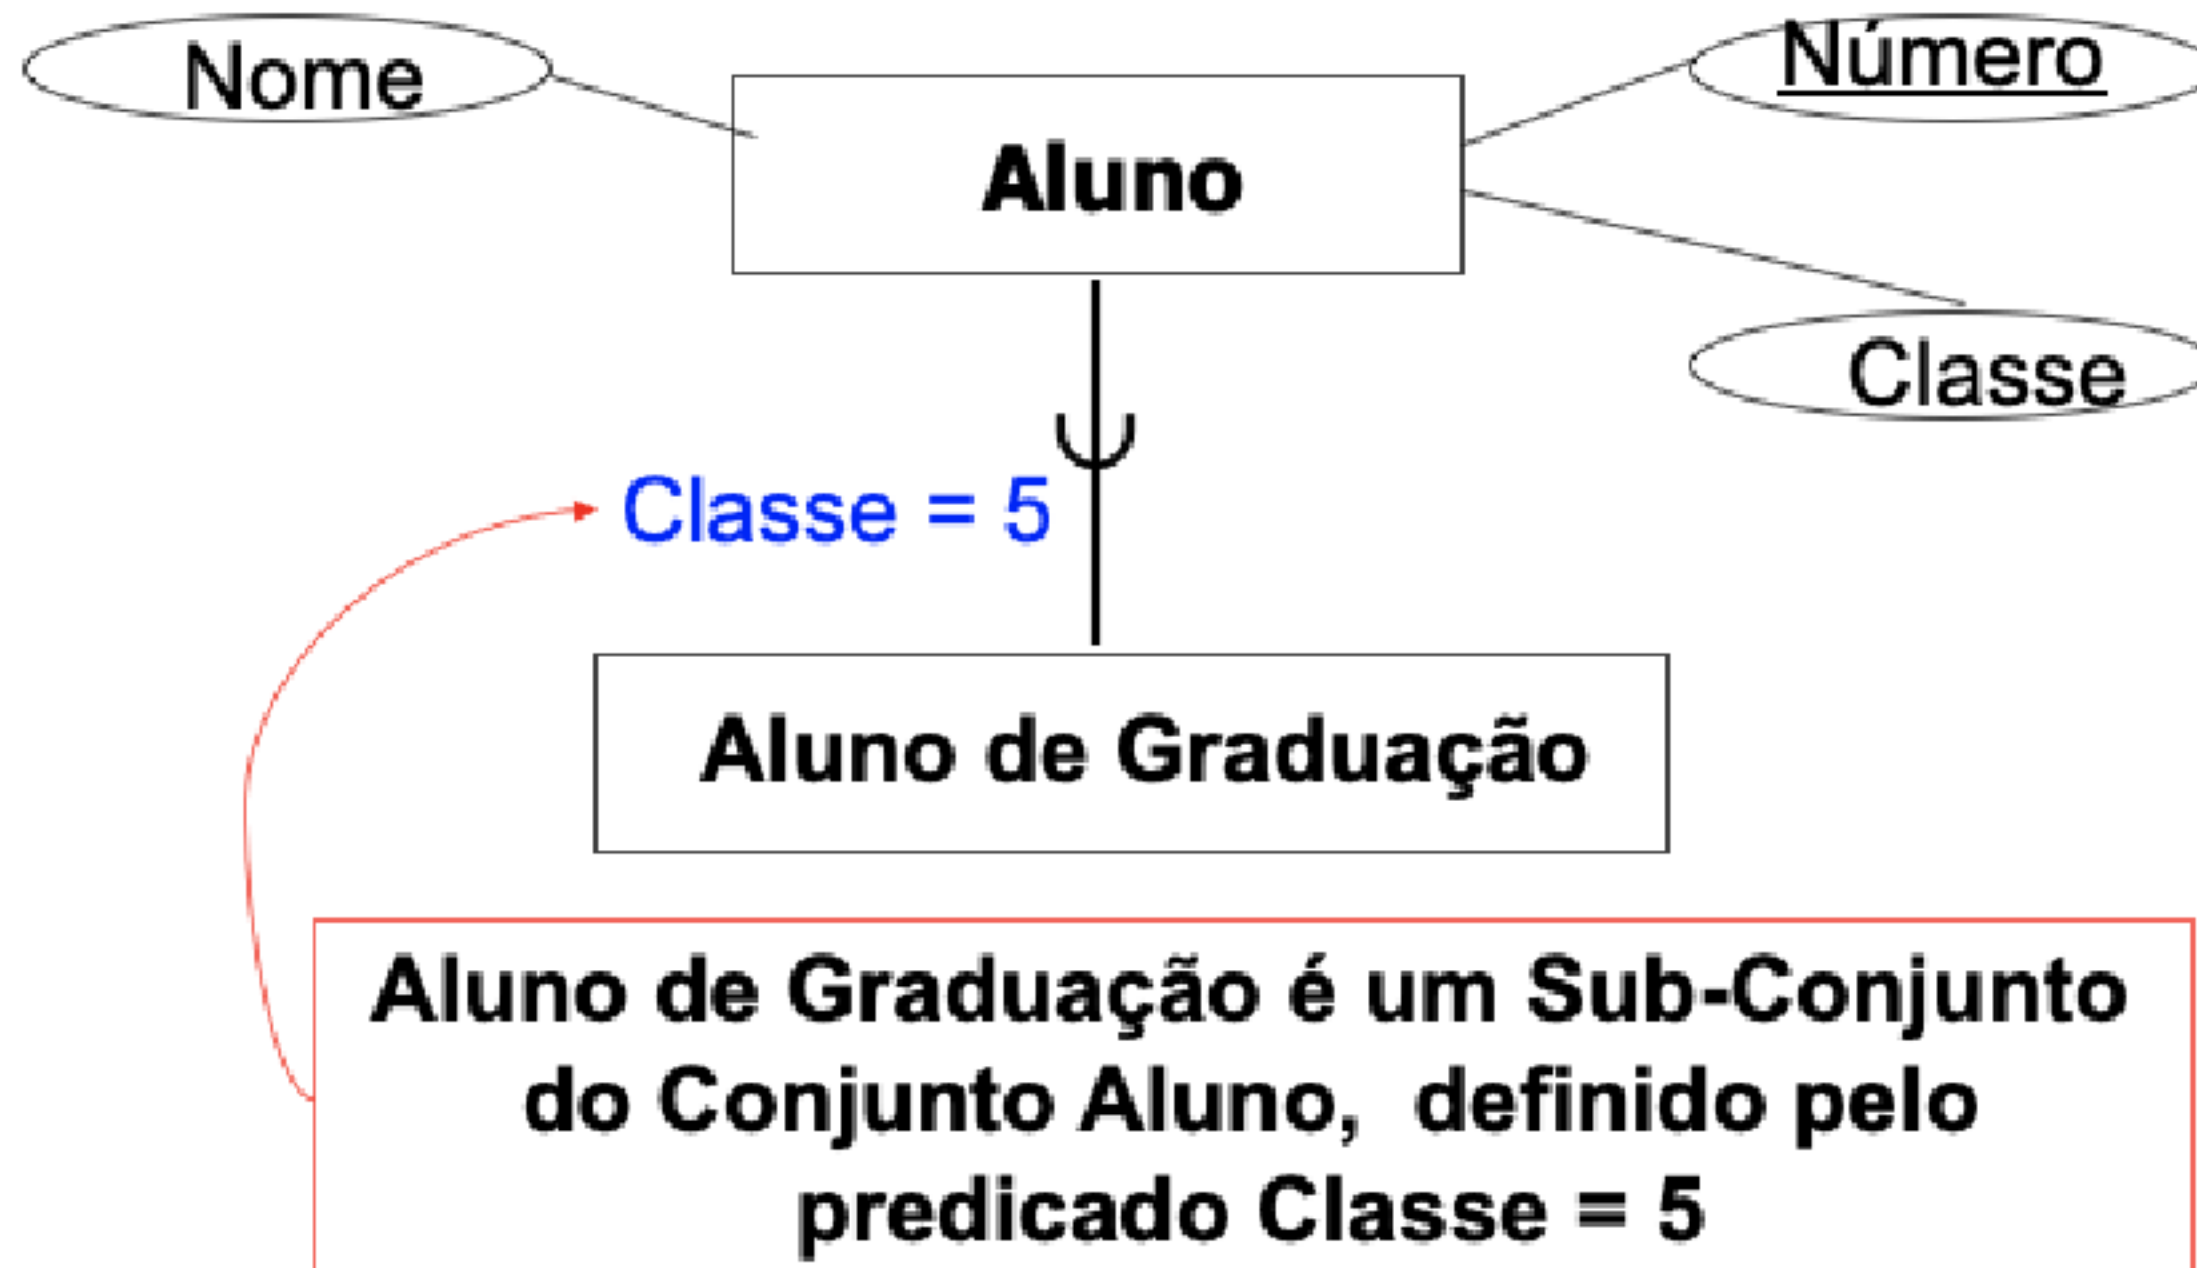 Nome
Número
Aluno
Classe
Classe = 5
Aluno de Graduação
Aluno de Graduação é um Sub-Conjunto
do Conjunto Aluno, definido pelo
predicado Classe = 5